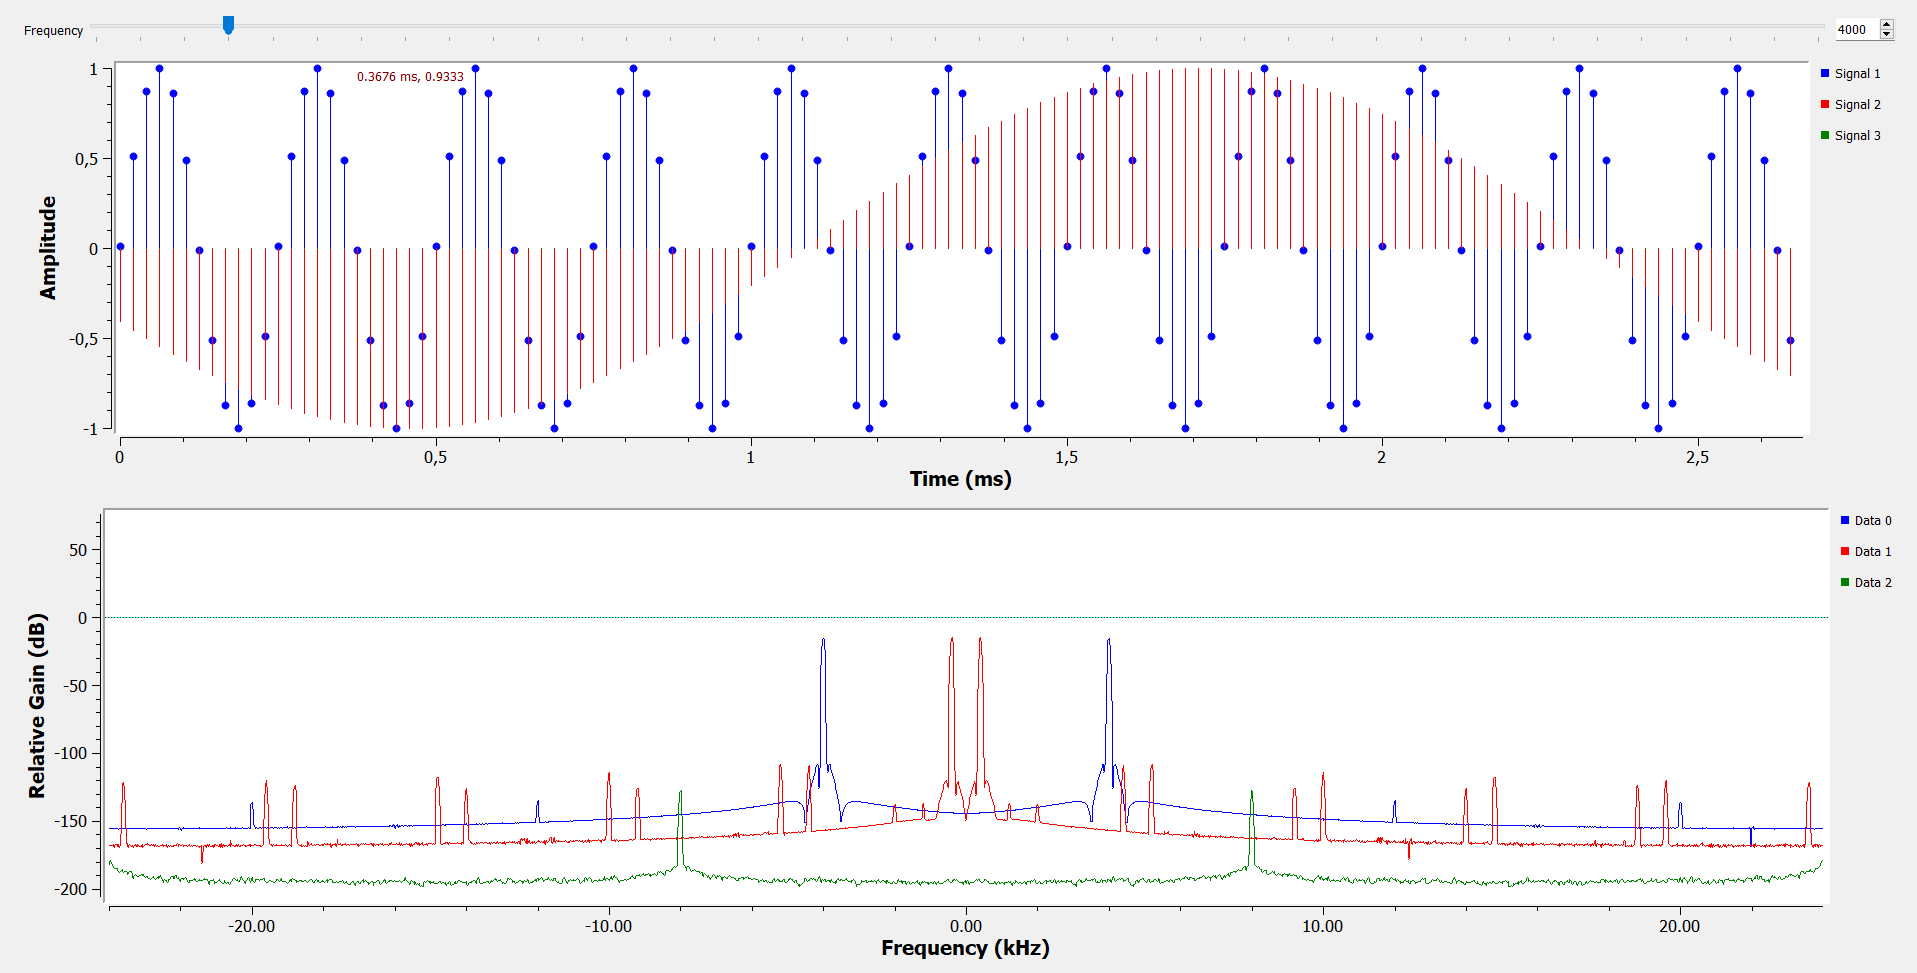 Frequency
4000
1
0,5
0
-0,5
-1
Amplitude
0.3676 ms, 0.9333
Signal 1
Signal 2
Signal 3
0
0,5
1
1,5
2
2,5
Time (ms)
50
0
-50
-100
-150
-200
Relative Gain (dB)
Data 0
Data 1
Data 2
-20.00
-10.00
0.00
10.00
20.00
Frequency (kHz)